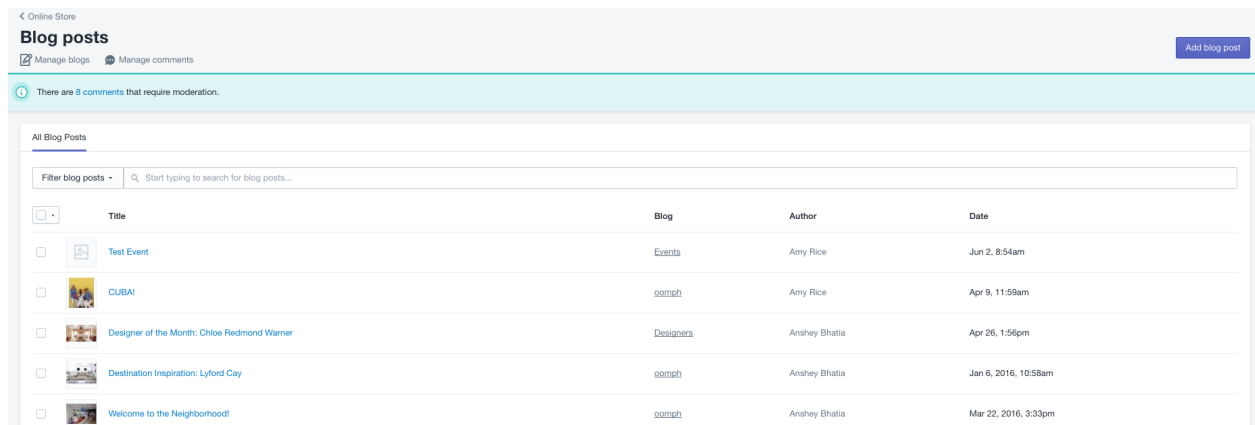 Online Store
Blog posts
Manage blogs Manage comments
Add blog post
There are 8 comments that require moderation.
All Blog Posts
Filter blog posts Start typing to search for blog posts...
Title Blog Author Date
Test Event Events Amy Rice Jun 2, 8:54am
CUBA! oomph Amy Rice Apr 9, 11:59am
Designer of the Month: Chloe Redmond Warner Designers Anshey Bhatia Apr 26, 1:56pm
Destination Inspiration: Lyford Cay oomph Anshey Bhatia Jan 6, 2016, 10:58am
Welcome to the Neighborhood! oomph Anshey Bhatia Mar 22, 2016, 3:33pm